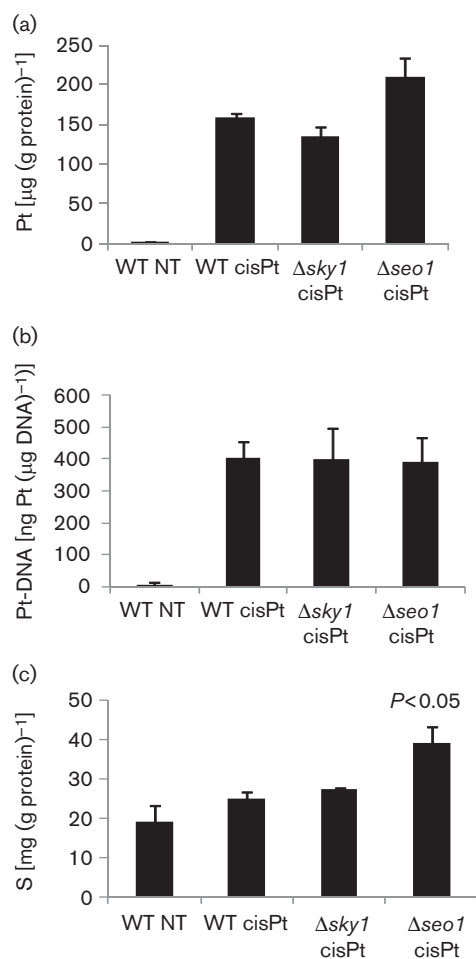 (a)
Pt [µg (g protein)⁻¹]
250
200
150
100
50
0
WT NT
WT cisPt
Δsky1
cisPt
Δseo1
cisPt
(b)
Pt-DNA [ng Pt (µg DNA)⁻¹)]
600
500
400
300
200
100
0
WT NT
WT cisPt
Δsky1
cisPt
Δseo1
cisPt
(c)
S [mg (g protein)⁻¹]
50
40
30
20
10
0
P<0.05
WT NT
WT cisPt
Δsky1
cisPt
Δseo1
cisPt